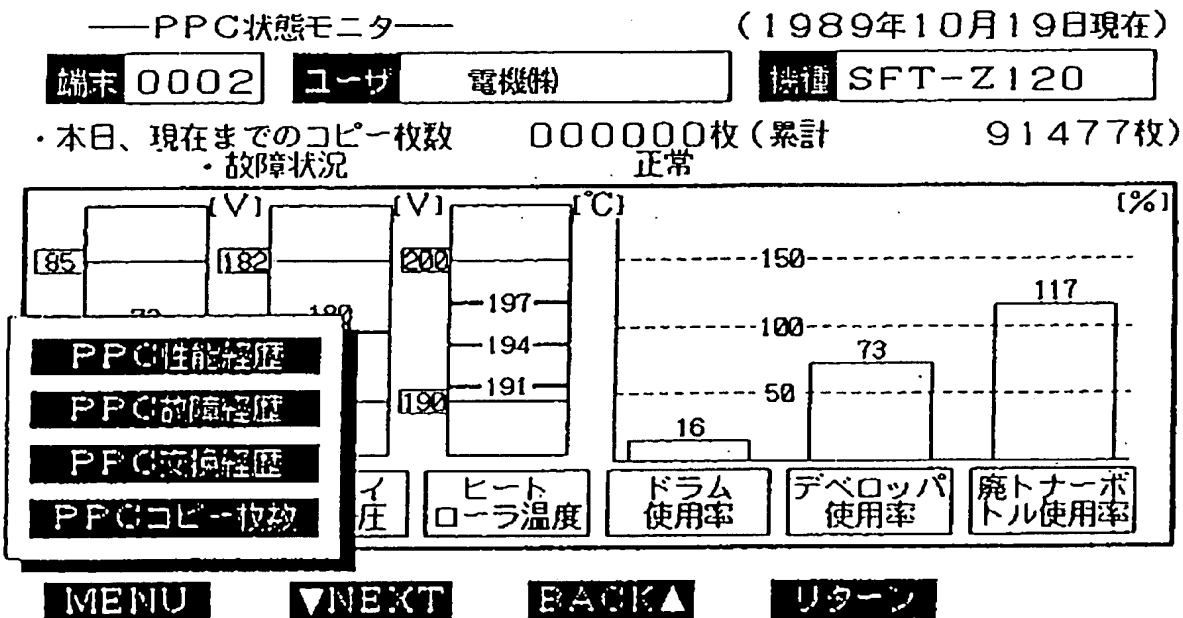 PPC状態モニタ
(1989年10月19日現在)
端末 0002 ユーザ 電機㈱ 機種 SFT-Z120
・本日、現在までのコピー枚数 000000枚(累計 91477枚)
・故障状況 正常
[V] [V] [℃] [%]
185 182 200 150
197
117
180
100
194
73
191
190
50
16
PPC性能経歴
PPC故障経歴
PPC交換経歴
PPCコピー枚数
イ
圧
ヒート
ローラ温度
ドラム
使用率
デベロッパ
使用率
廃トナーボ
トル使用率
MENU ▼NEXT BACK▲ リターン